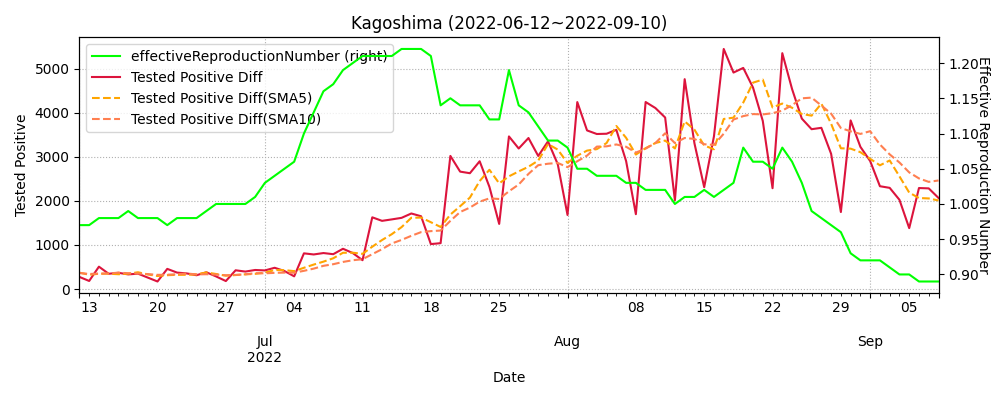 Kagoshima (2022-06-12~2022-09-10)
effectiveReproductionNumber (right)
Tested Positive Diff
Tested Positive Diff(SMA5)
Tested Positive Diff(SMA10)
Tested Positive
5000
4000
3000
2000
1000
0
Effective Reproduction Number
1.20
1.15
1.10
1.05
1.00
0.95
0.90
13 20 27 04 11 18 25 08 15 22 29 05
Jul Aug Sep
2022
Date